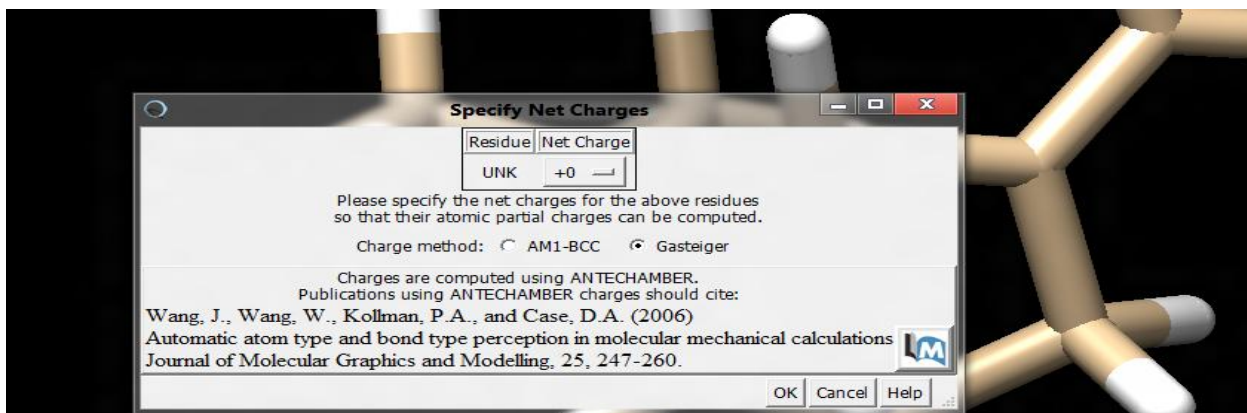 Specify Net Charges
Residue Net Charge
UNK +0
Please specify the net charges for the above residues
so that their atomic partial charges can be computed.
Charge method: AM1-BCC Gasteiger
Charges are computed using ANTECHAMBER.
Publications using ANTECHAMBER charges should cite:
Wang, J., Wang, W., Kollman, P.A., and Case, D.A. (2006)
Automatic atom type and bond type perception in molecular mechanical calculations
Journal of Molecular Graphics and Modelling, 25, 247-260.
M
OK Cancel Help